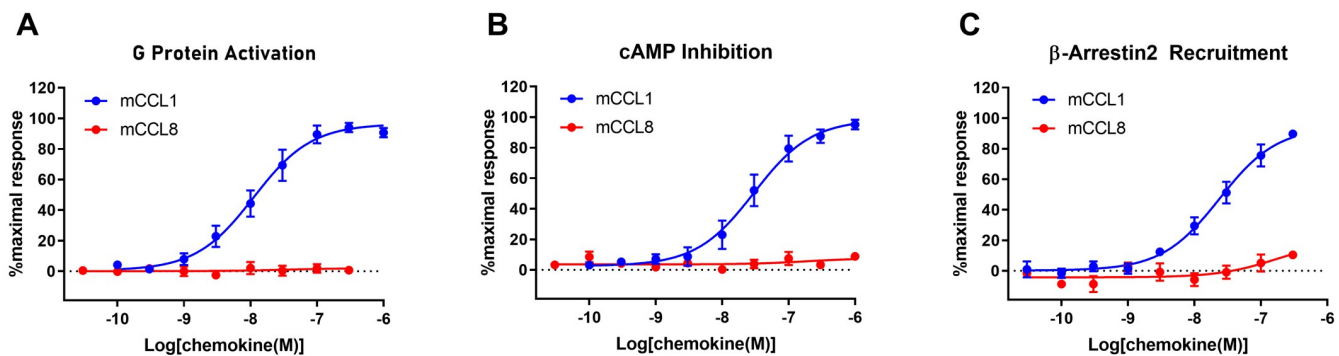 A
G Protein Activation
120
100
80
60
40
20
0
%maximal response
mCCL1
mCCL8
-10
-9
-8
-7
-6
Log[chemokine(M)]
B
cAMP Inhibition
120
100
80
60
40
20
0
%maximal response
mCCL1
mCCL8
-10
-9
-8
-7
-6
Log[chemokine(M)]
C
β-Arrestin2 Recruitment
120
100
80
60
40
20
0
%maximal response
mCCL1
mCCL8
-10
-9
-8
-7
-6
Log[chemokine(M)]